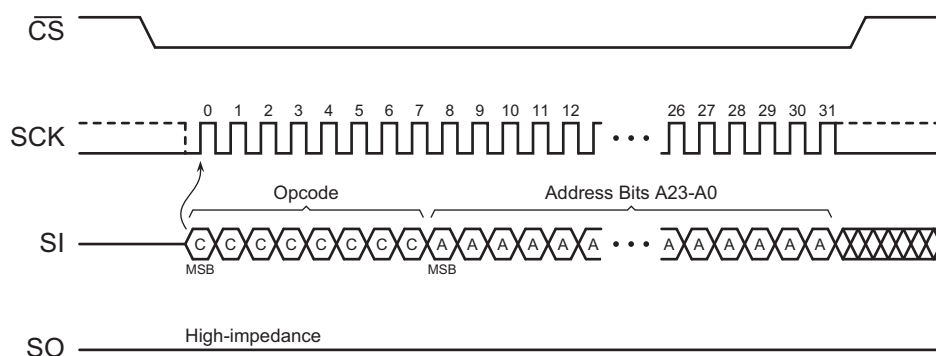 CS
SCK
0 1 2 3 4 5 6 7 8 9 10 11 12 26 27 28 29 30 31
Opcode
Address Bits A23-A0
SI
C C C C C C C C A A A A A A A A A A A A
MSB
MSB
SO
High-impedance